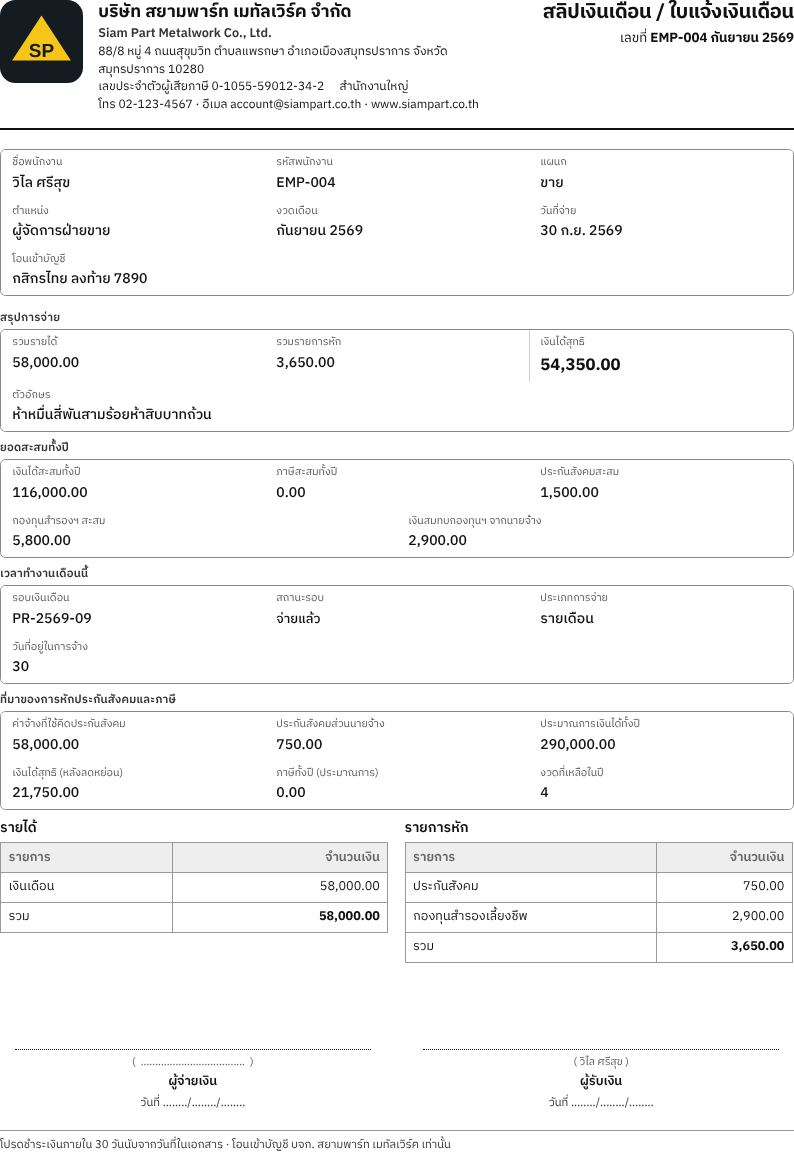 SP
บริษัท สยามพาร์ท เมทัลเวิร์ค จำกัด
Siam Part Metalwork Co., Ltd.
88/8 หมู่ 4 ถนนสุขุมวิท ตำบลแพรกษา อำเภอเมืองสมุทรปราการ จังหวัด
สมุทรปราการ 10280
เลขประจำตัวผู้เสียภาษี 0-1055-59012-34-2 สำนักงานใหญ่
โทร 02-123-4567 · อีเมล account@siampart.co.th · www.siampart.co.th
สลิปเงินเดือน / ใบแจ้งเงินเดือน
เลขที่ EMP-004 กันยายน 2569
ชื่อพนักงาน รหัสพนักงาน แผนก
วิไล ศรีสุข EMP-004 ขาย
ตำแหน่ง งวดเดือน วันที่จ่าย
ผู้จัดการฝ่ายขาย กันยายน 2569 30 ก.ย. 2569
โอนเข้าบัญชี
กสิกรไทย ลงท้าย 7890
สรุปการจ่าย
รวมรายได้ รวมรายการหัก เงินได้สุทธิ
58,000.00 3,650.00 54,350.00
ตัวอักษร
ห้าหมื่นสี่พันสามร้อยห้าสิบบาทถ้วน
ยอดสะสมทั้งปี
เงินได้สะสมทั้งปี ภาษีสะสมทั้งปี ประกันสังคมสะสม
116,000.00 0.00 1,500.00
กองทุนสำรองฯ สะสม เงินสมทบกองทุนฯ จากนายจ้าง
5,800.00 2,900.00
เวลาทำงานเดือนนี้
รอบเงินเดือน สถานะรอบ ประเภทการจ่าย
PR-2569-09 จ่ายแล้ว รายเดือน
วันที่อยู่ในการจ้าง
30
ที่มาของการหักประกันสังคมและภาษี
ค่าจ้างที่ใช้คิดประกันสังคม ประกันสังคมส่วนนายจ้าง ประมาณการเงินได้ทั้งปี
58,000.00 750.00 290,000.00
เงินได้สุทธิ (หลังลดหย่อน) ภาษีทั้งปี (ประมาณการ) งวดที่เหลือในปี
21,750.00 0.00 4
รายได้
รายการ จำนวนเงิน
เงินเดือน 58,000.00
รวม 58,000.00
รายการหัก
รายการ จำนวนเงิน
ประกันสังคม 750.00
กองทุนสำรองเลี้ยงชีพ 2,900.00
รวม 3,650.00
( ................................. )
ผู้จ่ายเงิน
วันที่ ......../......../........
( วิไล ศรีสุข )
ผู้รับเงิน
วันที่ ......../......../........
โปรดชำระเงินภายใน 30 วันนับจากวันที่ในเอกสาร · โอนเข้าบัญชี บจก. สยามพาร์ท เมทัลเวิร์ค เท่านั้น